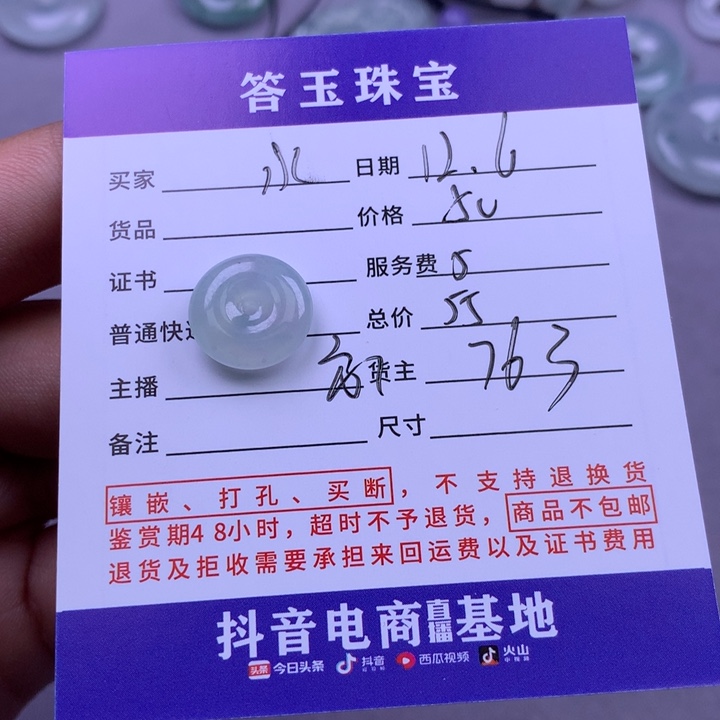 答玉珠宝
买家 水 日期 12.6
货品 价格 50
证书 服务费 5
普通快 总价 55
主播 货主 763
备注 尺寸
镶嵌、打孔、买断，不支持退换货
鉴赏期48小时，超时不予退货，商品不包邮
退货及拒收需要承担来回运费以及证书费用
抖音电商直播基地
头条 今日头条 抖音 西瓜视频 火山